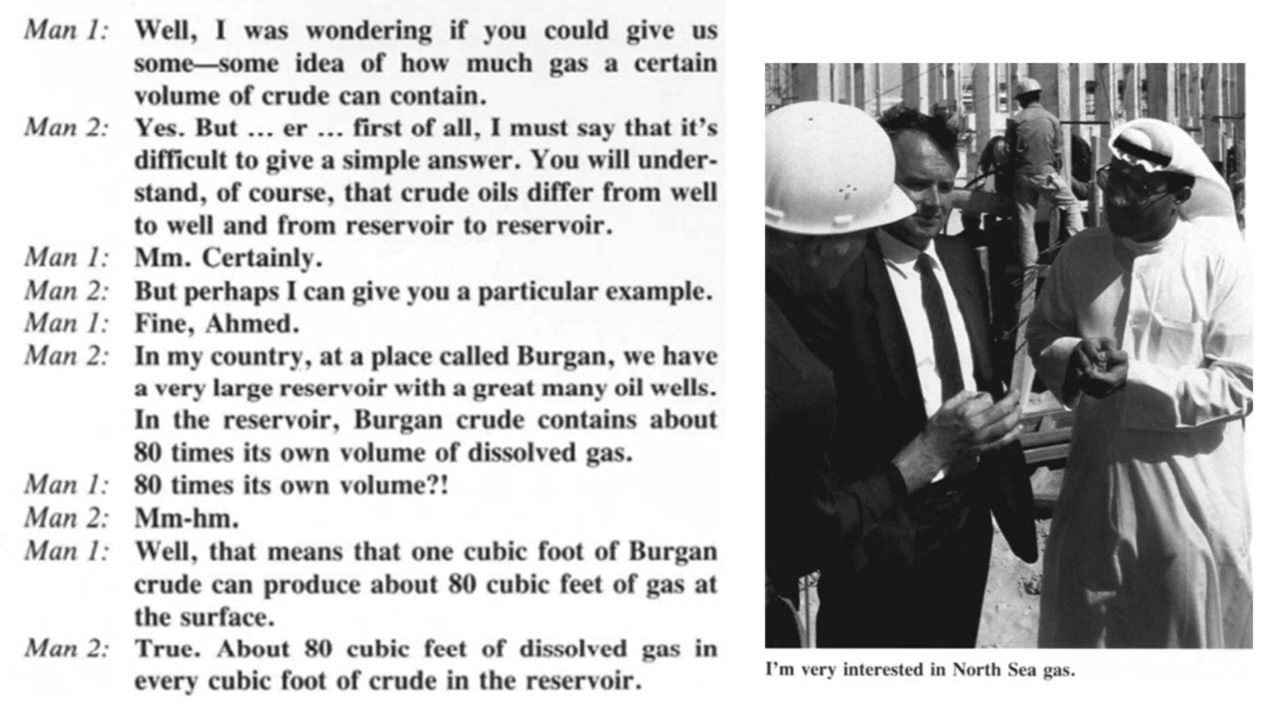 Man 1: Well, I was wondering if you could give us
some—some idea of how much gas a certain
volume of crude can contain.
Man 2: Yes. But ... er ... first of all, I must say that it's
difficult to give a simple answer. You will under-
stand, of course, that crude oils differ from well
to well and from reservoir to reservoir.
Man 1: Mm. Certainly.
Man 2: But perhaps I can give you a particular example.
Man 1: Fine, Ahmed.
Man 2: In my country, at a place called Burgan, we have
a very large reservoir with a great many oil wells.
In the reservoir, Burgan crude contains about
80 times its own volume of dissolved gas.
Man 1: 80 times its own volume?!
Man 2: Mm-hm.
Man 1: Well, that means that one cubic foot of Burgan
crude can produce about 80 cubic feet of gas at
the surface.
Man 2: True. About 80 cubic feet of dissolved gas in
every cubic foot of crude in the reservoir.
I'm very interested in North Sea gas.